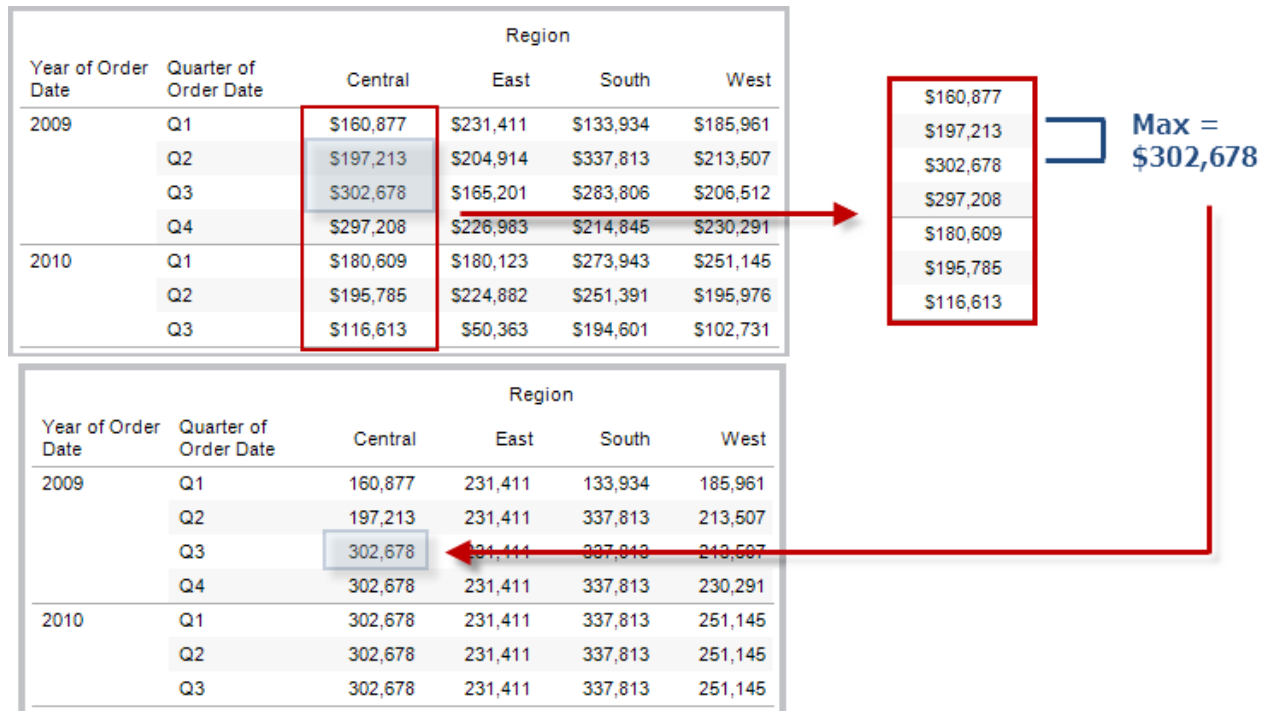 Region
Year of Order Quarter of
Date Order Date Central East South West
2009 Q1 $160,877 $231,411 $133,934 $185,961
Q2 $197,213 $204,914 $337,813 $213,507
Q3 $302,678 $165,201 $283,806 $206,512
Q4 $297,208 $226,983 $214,845 $230,291
2010 Q1 $180,609 $180,123 $273,943 $251,145
Q2 $195,785 $224,882 $251,391 $195,976
Q3 $116,613 $50,363 $194,601 $102,731
$160,877
$197,213
$302,678
$297,208
$180,609
$195,785
$116,613
Max =
$302,678
Region
Year of Order Quarter of
Date Order Date Central East South West
2009 Q1 160,877 231,411 133,934 185,961
Q2 197,213 231,411 337,813 213,507
Q3 302,678 231,411 337,813 213,507
Q4 302,678 231,411 337,813 230,291
2010 Q1 302,678 231,411 337,813 251,145
Q2 302,678 231,411 337,813 251,145
Q3 302,678 231,411 337,813 251,145